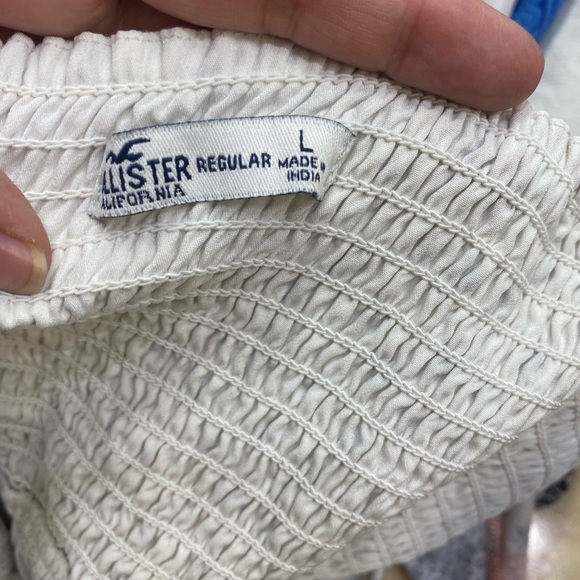 LLISTER REGULAR L
ALIFORNIA MADE IN
INDIA